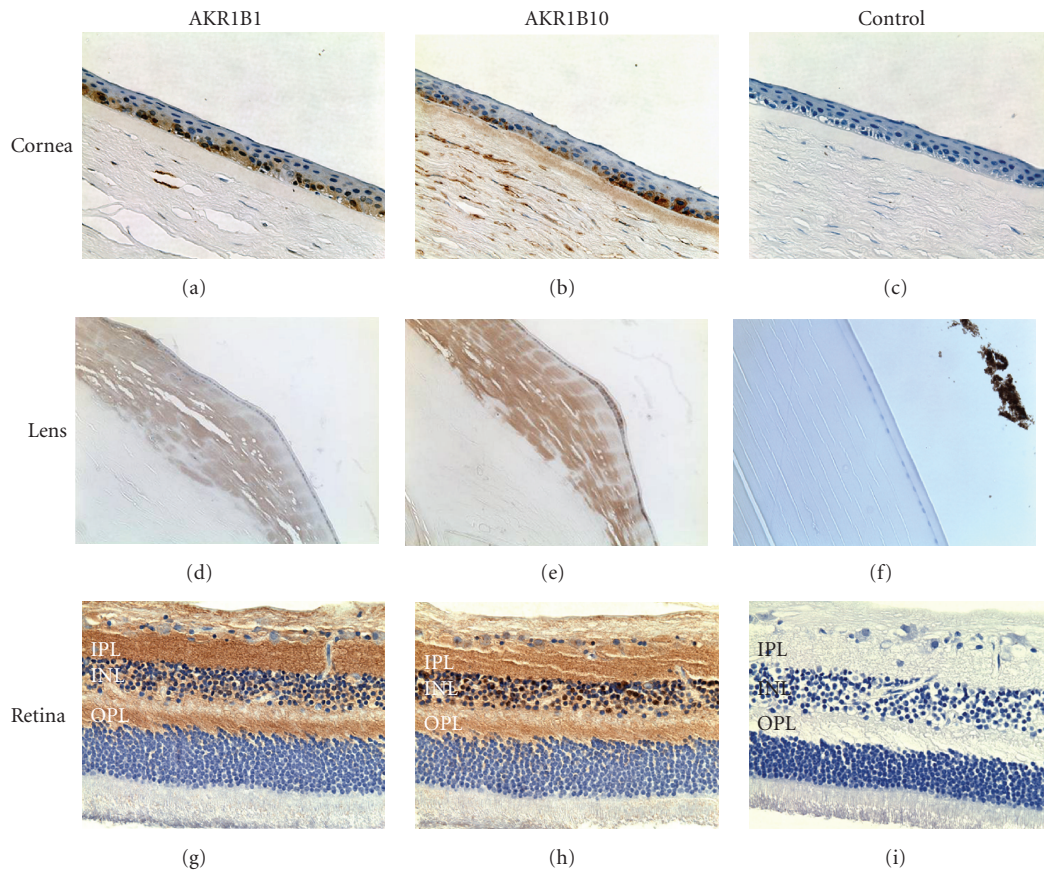 AKR1B1 AKR1B10 Control
Cornea
(a) (b) (c)
Lens
(d) (e) (f)
IPL IPL IPL
INL INL INL
OPL OPL OPL
Retina
(g) (h) (i)